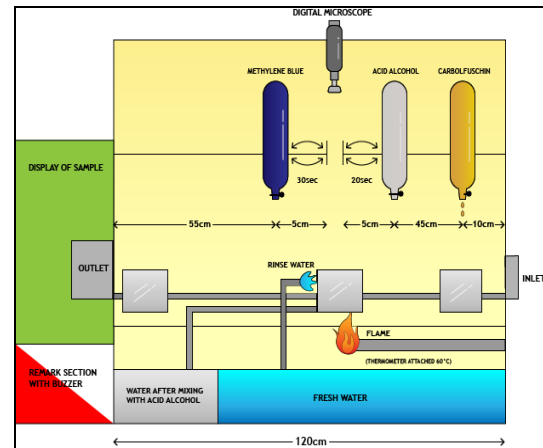 DIGITAL MICROSCOPE
METHYLENE BLUE
ACID ALCOHOL
CARBOLFUSCHIN
DISPLAY OF SAMPLE
30sec
20sec
55cm
5cm
5cm
45cm
10cm
OUTLET
RINSE WATER
INLET
FLAME
(THERMOMETER ATTACHED 60°C)
REMARK SECTION
WITH BUZZER
WATER AFTER MIXING
WITH ACID ALCOHOL
FRESH WATER
120cm